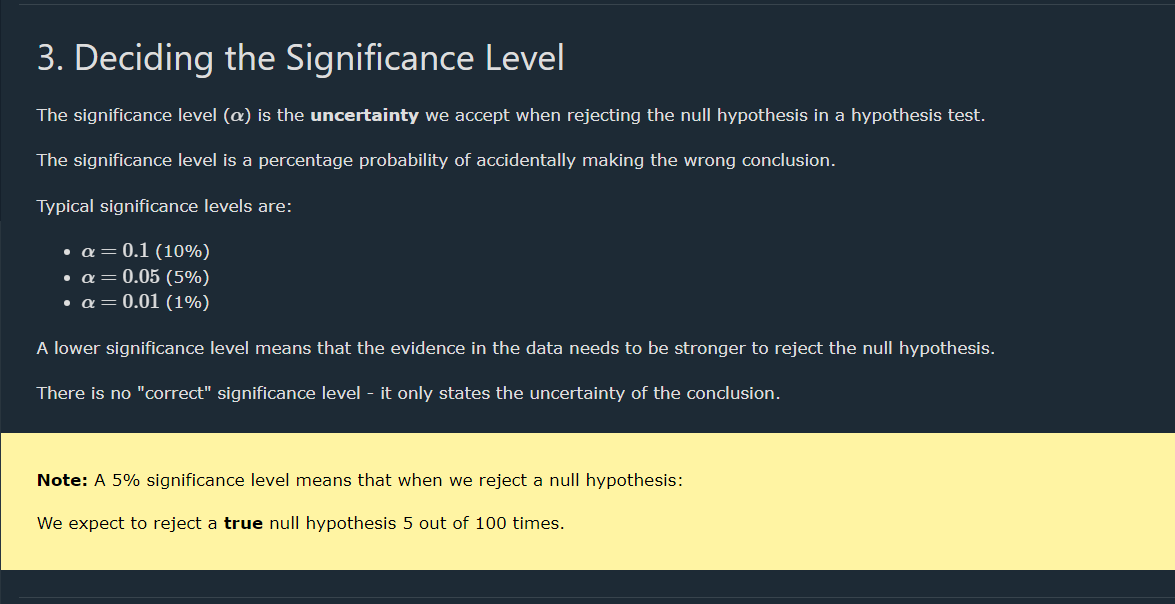 3. Deciding the Significance Level
The significance level (α) is the uncertainty we accept when rejecting the null hypothesis in a hypothesis test.
The significance level is a percentage probability of accidentally making the wrong conclusion.
Typical significance levels are:
• α = 0.1 (10%)
• α = 0.05 (5%)
• α = 0.01 (1%)
A lower significance level means that the evidence in the data needs to be stronger to reject the null hypothesis.
There is no "correct" significance level - it only states the uncertainty of the conclusion.
Note: A 5% significance level means that when we reject a null hypothesis:
We expect to reject a true null hypothesis 5 out of 100 times.